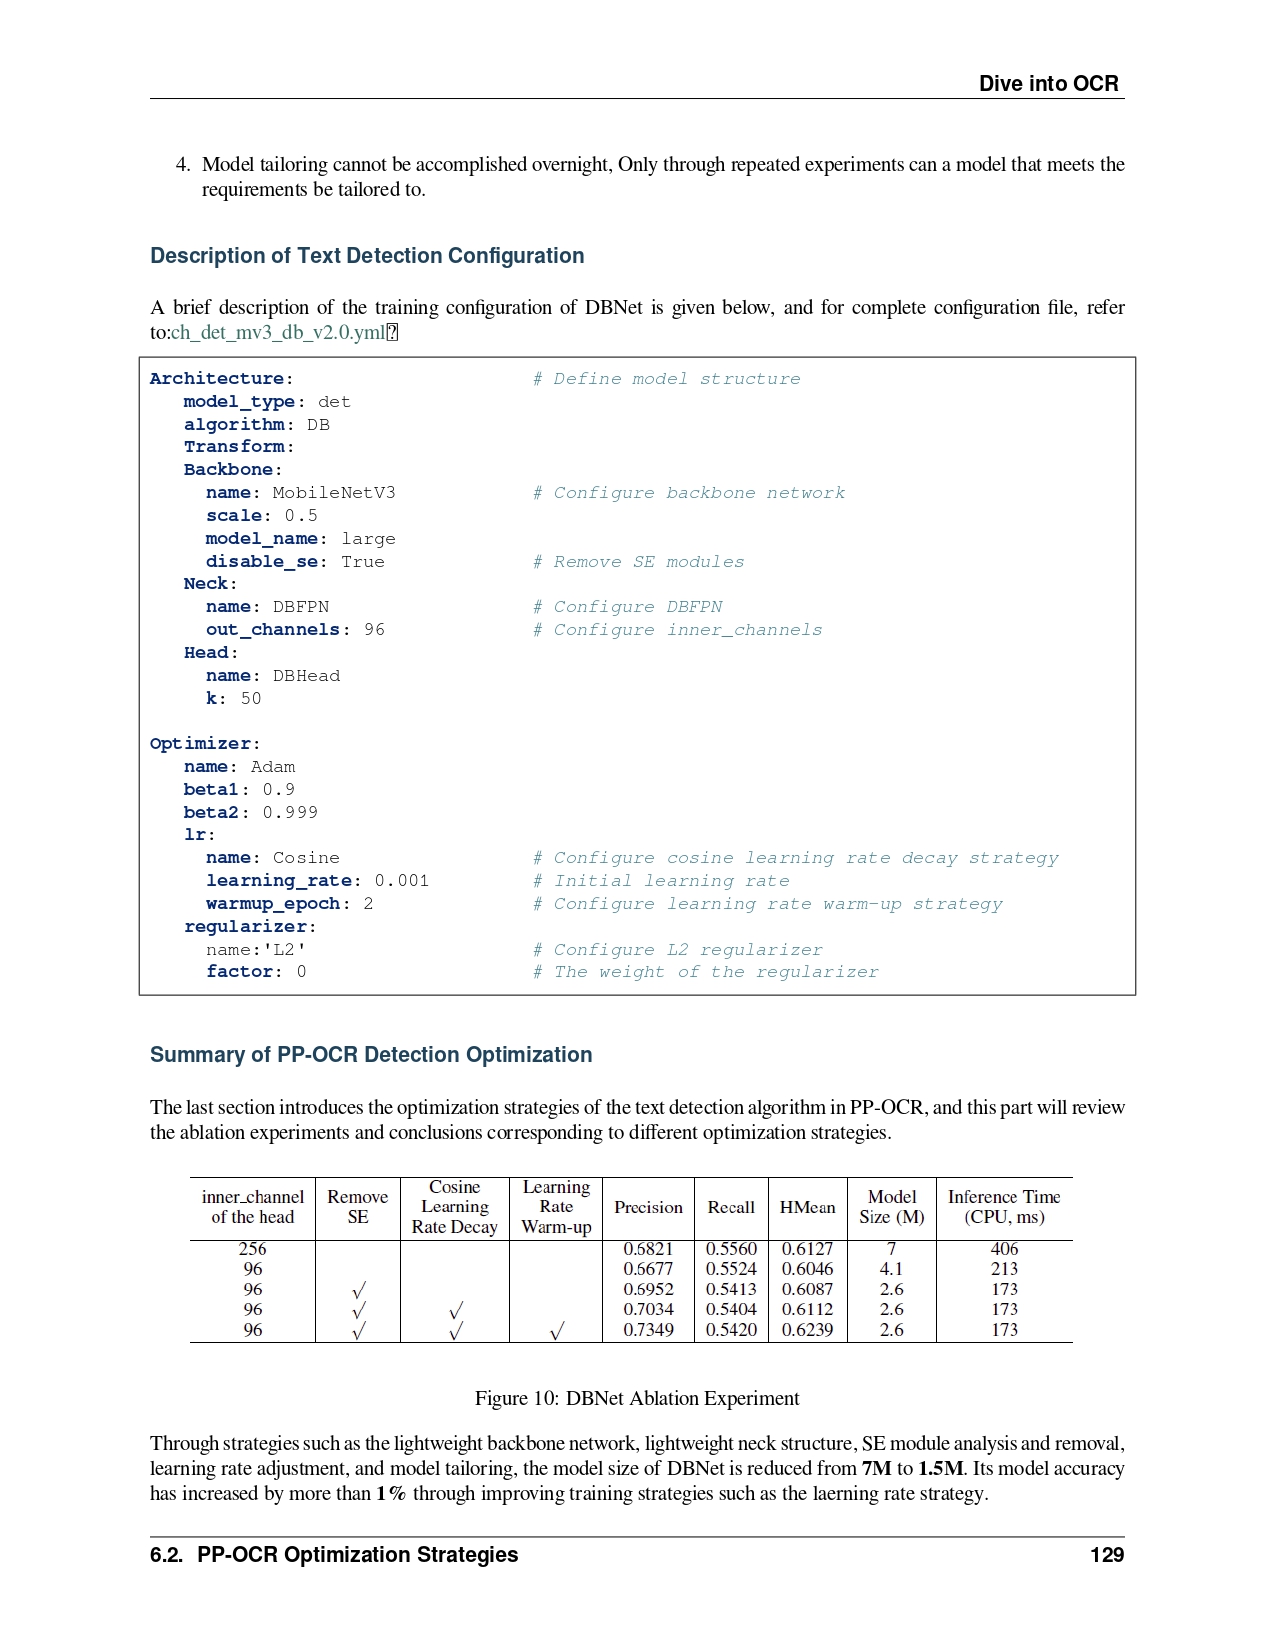 Dive into OCR
4. Model tailoring cannot be accomplished overnight, Only through repeated experiments can a model that meets the
requirements be tailored to.
Description of Text Detection Configuration
A brief description of the training configuration of DBNet is given below, and for complete configuration file, refer
to:ch_det_mv3_db_v2.0.yml?
Architecture: # Define model structure
model_type: det
algorithm: DB
Transform:
Backbone:
name: MobileNetV3 # Configure backbone network
scale: 0.5
model_name: large
disable_se: True # Remove SE modules
Neck:
name: DBFPN # Configure DBFPN
out_channels: 96 # Configure inner_channels
Head:
name: DBHead
k: 50
Optimizer:
name: Adam
beta1: 0.9
beta2: 0.999
lr:
name: Cosine # Configure cosine learning rate decay strategy
learning_rate: 0.001 # Initial learning rate
warmup_epoch: 2 # Configure learning rate warm-up strategy
regularizer:
name:'L2' # Configure L2 regularizer
factor: 0 # The weight of the regularizer
Summary of PP-OCR Detection Optimization
The last section introduces the optimization strategies of the text detection algorithm in PP-OCR, and this part will review
the ablation experiments and conclusions corresponding to different optimization strategies.
inner_channel of the head | Remove SE | Cosine Learning Rate Decay | Learning Rate Warm-up | Precision | Recall | HMean | Model Size (M) | Inference Time (CPU, ms)
256 | | | | 0.6821 | 0.5560 | 0.6127 | 7 | 406
96 | | | | 0.6677 | 0.5524 | 0.6046 | 4.1 | 213
96 | √ | | | 0.6952 | 0.5413 | 0.6087 | 2.6 | 173
96 | √ | √ | | 0.7034 | 0.5404 | 0.6112 | 2.6 | 173
96 | √ | √ | √ | 0.7349 | 0.5420 | 0.6239 | 2.6 | 173
Figure 10: DBNet Ablation Experiment
Through strategies such as the lightweight backbone network, lightweight neck structure, SE module analysis and removal,
learning rate adjustment, and model tailoring, the model size of DBNet is reduced from 7M to 1.5M. Its model accuracy
has increased by more than 1% through improving training strategies such as the laerning rate strategy.
6.2. PP-OCR Optimization Strategies 129